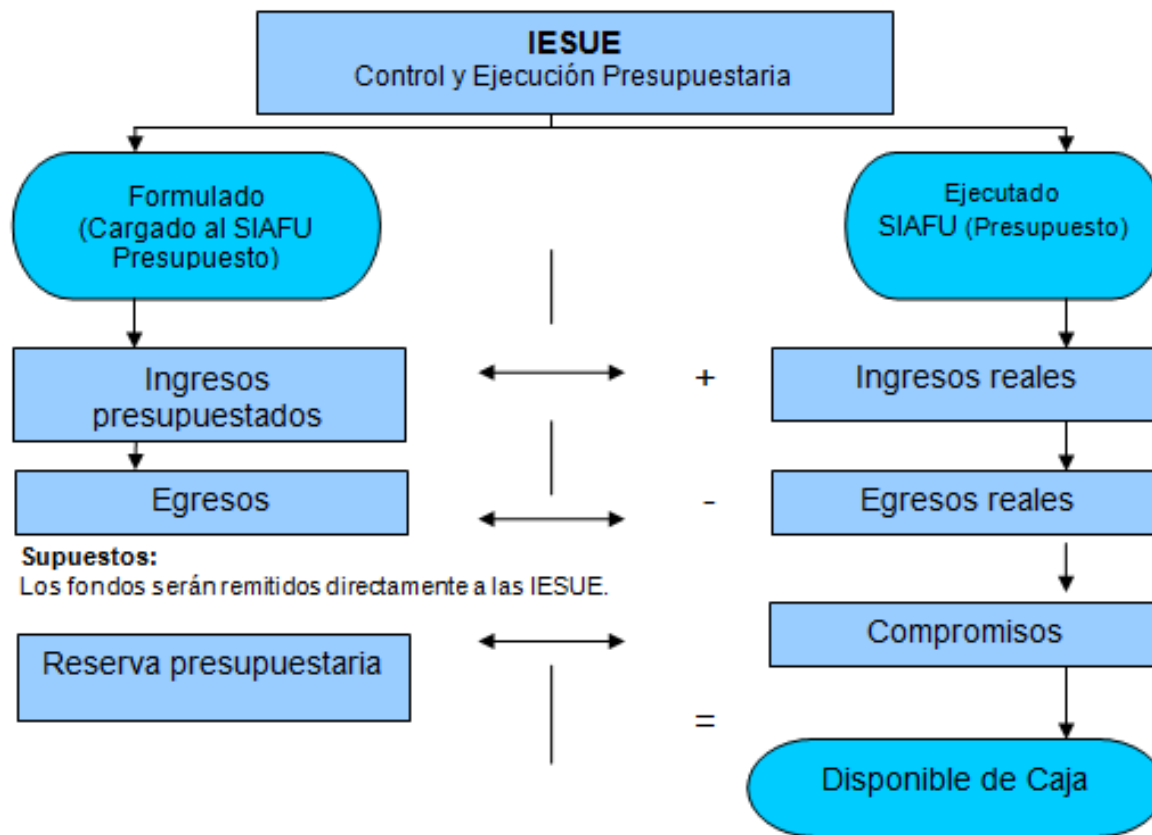 IESUE
Control y Ejecución Presupuestaria
Formulado
(Cargado al SIAFU
Presupuesto)
Ejecutado
SIAFU (Presupuesto)
Ingresos
presupuestados
+
Ingresos reales
Egresos
-
Egresos reales
Supuestos:
Los fondos serán remitidos directamente a las IESUE.
Compromisos
Reserva presupuestaria
=
Disponible de Caja